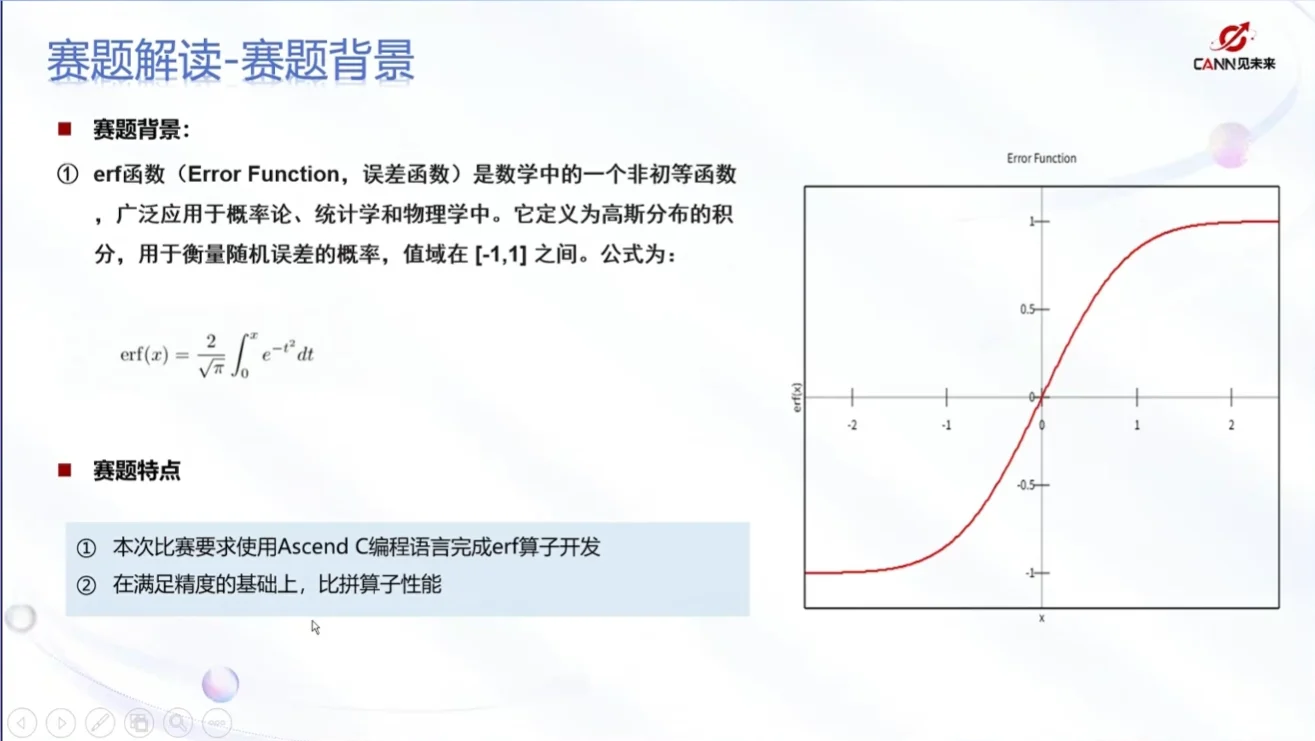 赛题解读-赛题背景
CANN见未来
■ 赛题背景：
① erf函数（Error Function，误差函数）是数学中的一个非初等函数
，广泛应用于概率论、统计学和物理学中。它定义为高斯分布的积
分，用于衡量随机误差的概率，值域在 [-1,1] 之间。公式为：
erf(x) = \frac{2}{\sqrt{\pi}} \int_0^x e^{-t^2} dt
■ 赛题特点
① 本次比赛要求使用Ascend C编程语言完成erf算子开发
② 在满足精度的基础上，比拼算子性能
Error Function
1
0.5
0
-0.5
-1
erf(x)
-2 -1 0 1 2
x